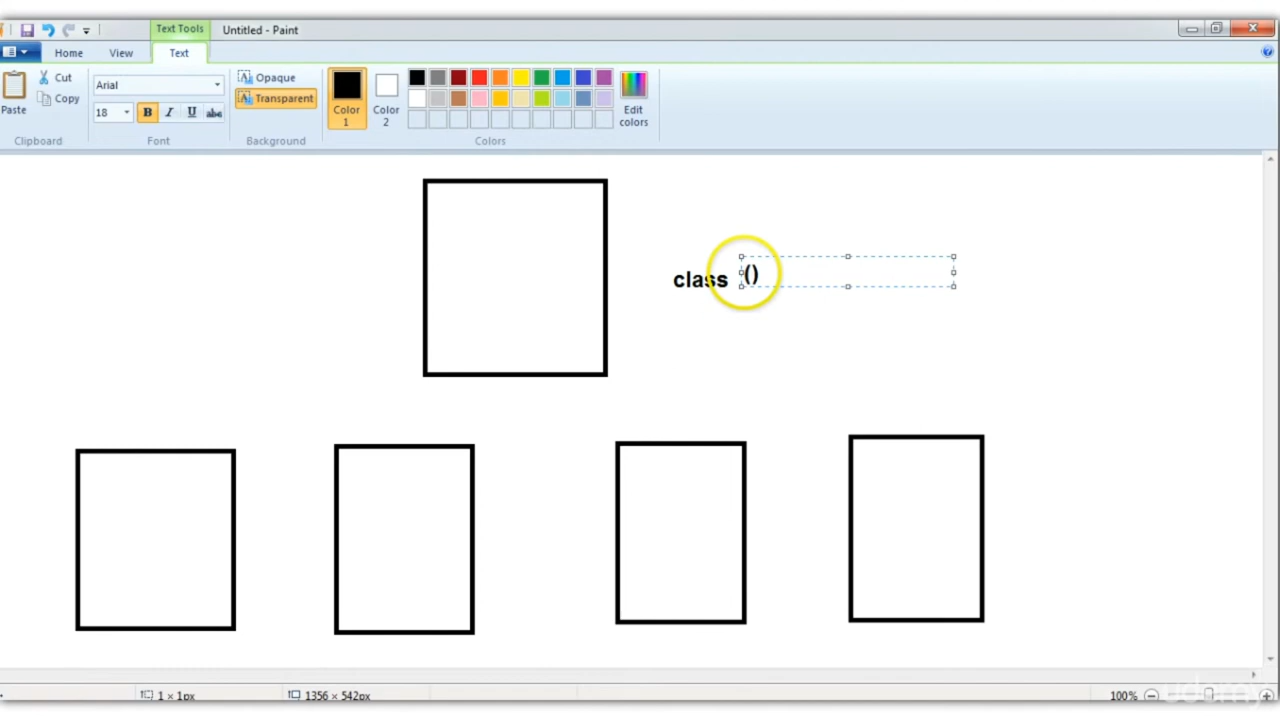 Text Tools Untitled - Paint
Home View Text
Paste Cut Copy
Arial
18 B I U abc
Opaque
Transparent
Color 1
Color 2
Edit colors
Clipboard Font Background Colors
class ()
1 × 1px 1356 × 542px 100%
udemy